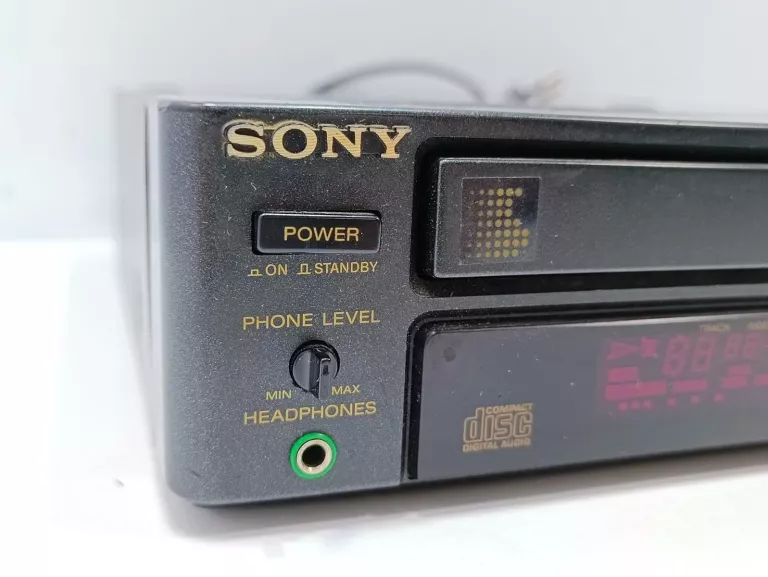 SONY
POWER
ON STANDBY
PHONE LEVEL
MIN MAX
HEADPHONES
COMPACT
disc
DIGITAL AUDIO
TRACK